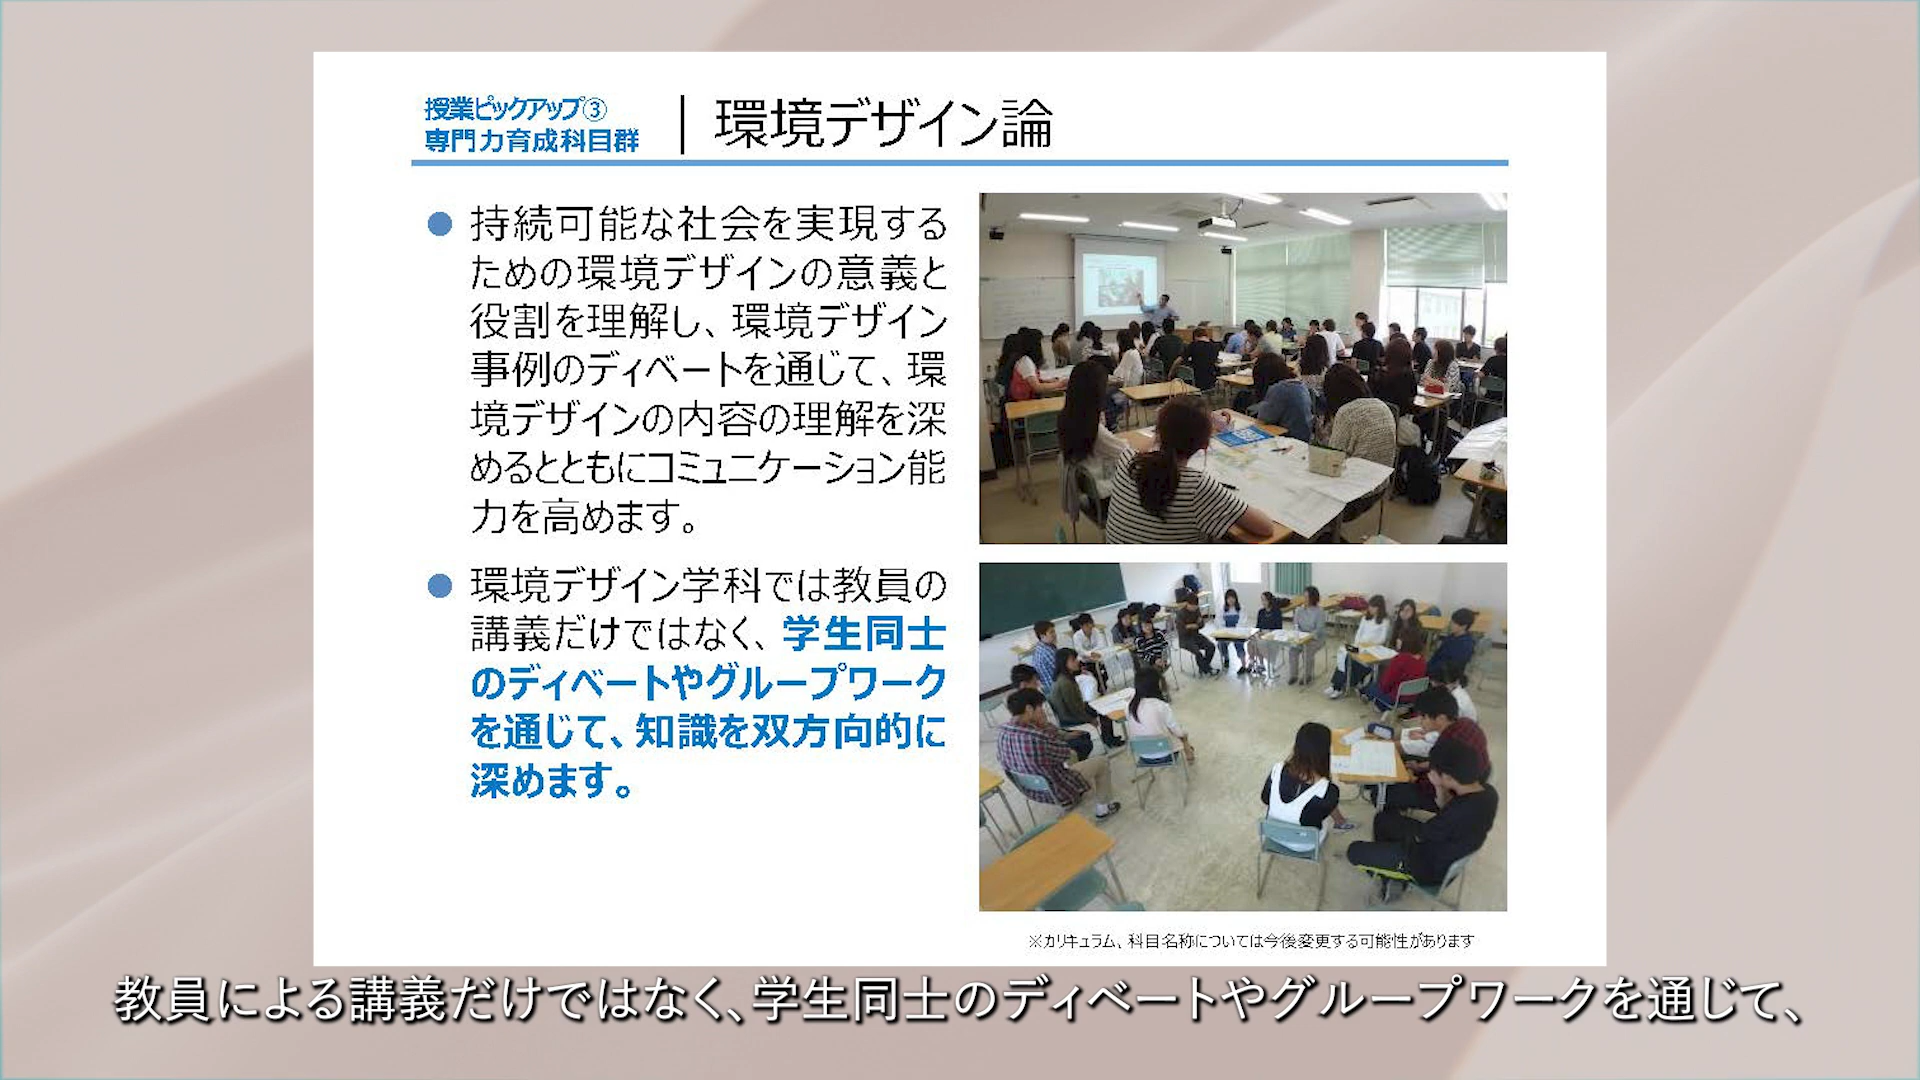 授業ピックアップ③
専門力育成科目群
環境デザイン論
持続可能な社会を実現する
ための環境デザインの意義と
役割を理解し、環境デザイン
事例のディベートを通じて、環
境デザインの内容の理解を深
めるとともにコミュニケーション能
力を高めます。
環境デザイン学科では教員の
講義だけではなく、学生同士
のディベートやグループワーク
を通じて、知識を双方向的に
深めます。
※カリキュラム、科目名称については今後変更する可能性があります
教員による講義だけではなく、学生同士のディベートやグループワークを通じて、